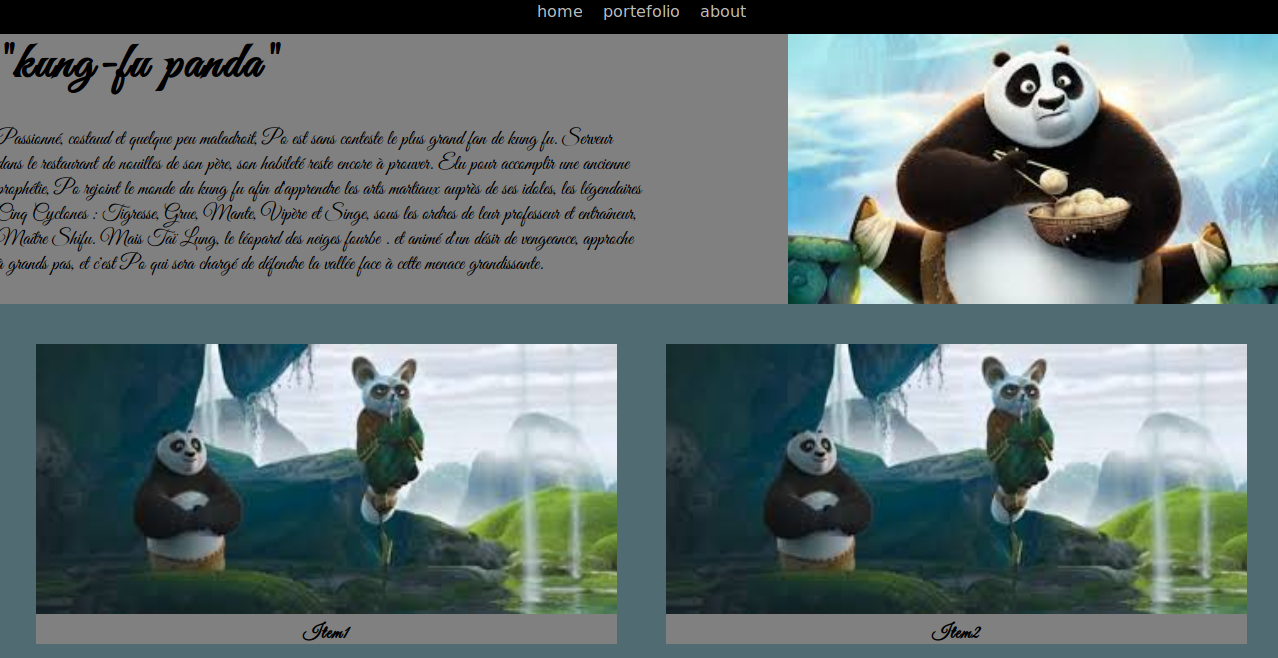 home portefolio about
"kung-fu panda"
Passionné, costaud et quelque peu maladroit, Po est sans conteste le plus grand fan de kung fu. Serveur
dans le restaurant de nouilles de son père, son habileté reste encore à prouver. Elu pour accomplir une ancienne
prophétie, Po rejoint le monde du kung fu afin d'apprendre les arts martiaux auprès de ses idoles, les légendaires
Cinq Cyclones : Tigresse, Grue, Mante, Vipère et Singe, sous les ordres de leur professeur et entraîneur,
Maître Shifu. Mais Taï Lung, le léopard des neiges fourbe . et animé d'un désir de vengeance, approche
à grands pas, et c'est Po qui sera chargé de défendre la vallée face à cette menace grandissante.
Item1
Item2